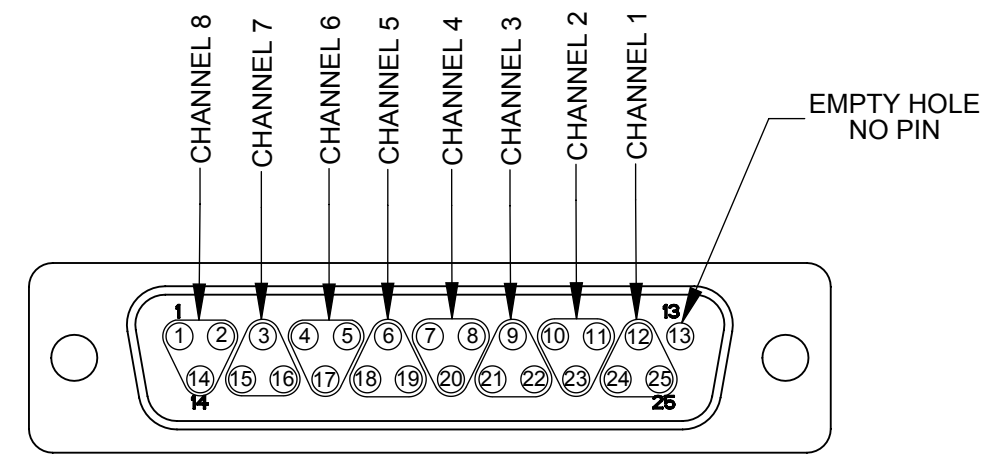 CHANNEL 8
CHANNEL 7
CHANNEL 6
CHANNEL 5
CHANNEL 4
CHANNEL 3
CHANNEL 2
CHANNEL 1
EMPTY HOLE
NO PIN
1 13
1 2 3 4 5 6 7 8 9 10 11 12 13
14 15 16 17 18 19 20 21 22 23 24 25
14 25